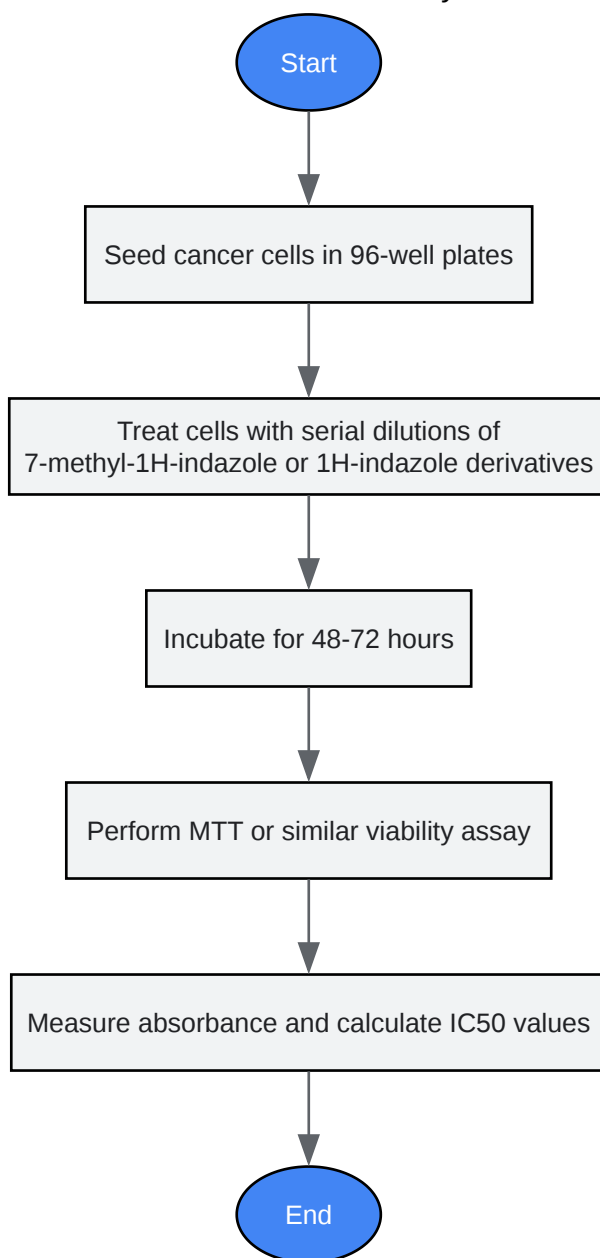 Start
Seed cancer cells in 96-well plates
Treat cells with serial dilutions of
7-methyl-1H-indazole or 1H-indazole derivatives
Incubate for 48-72 hours
Perform MTT or similar viability assay
Measure absorbance and calculate IC50 values
End